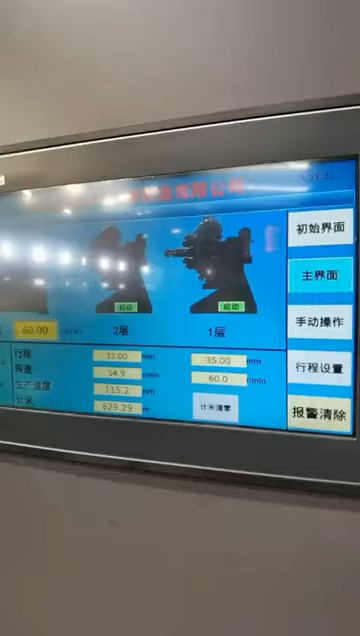 有限公司
初始界面
主界面
手动操作
行程设置
报警清除
启动
启动
60.00 r/min
2层
1层
行程 32.00 mm 35.00 mm
转速 54.9 r/min 60.0 r/min
生产速度 115.2 m/h
计米 629.29 m
计米清零